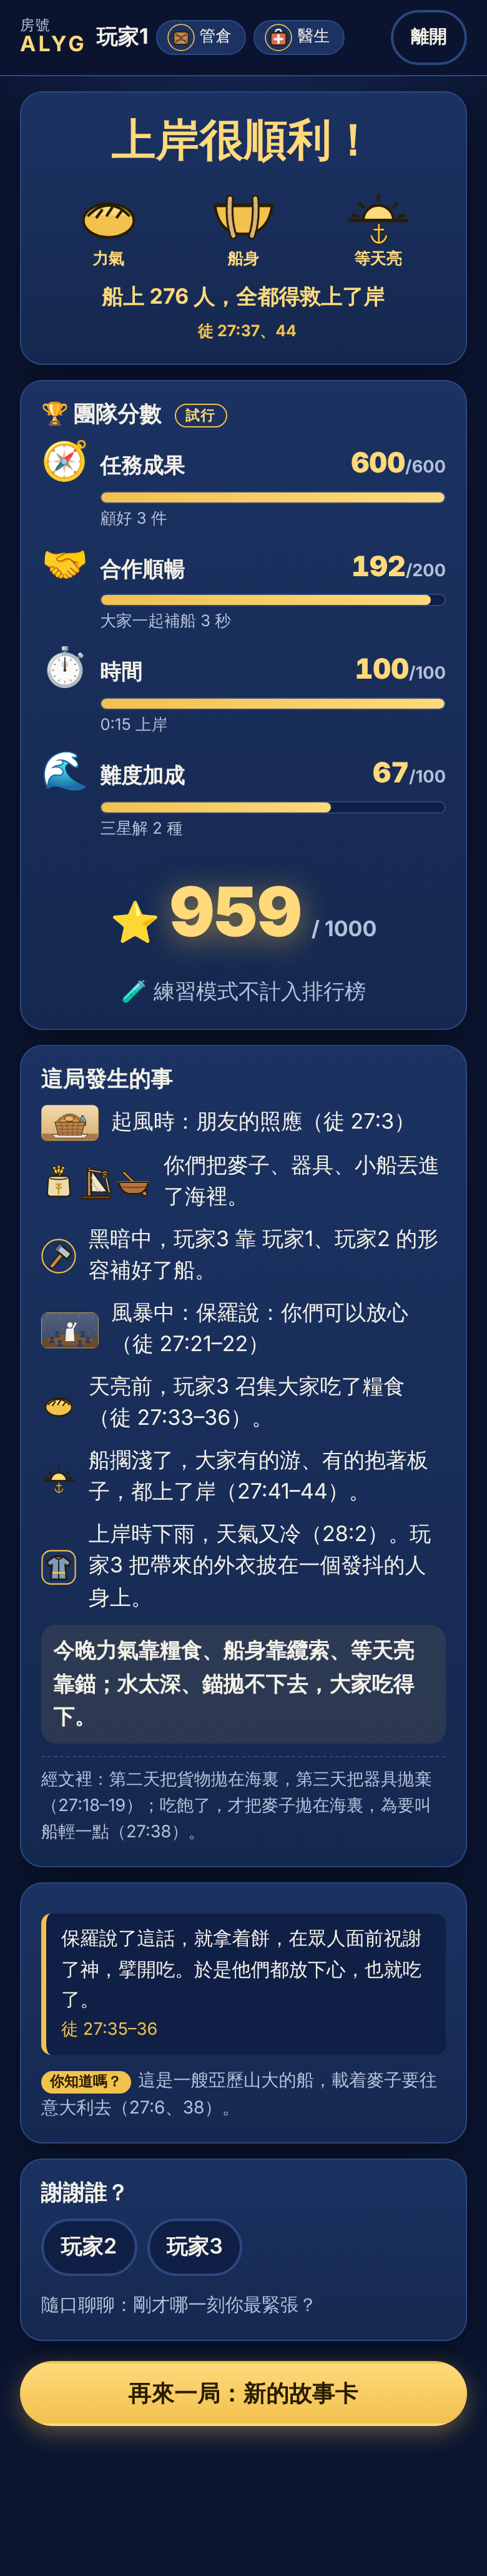 房號
ALYG 玩家1 管倉 醫生 離開
上岸很順利！
力氣 船身 等天亮
船上 276 人，全都得救上了岸
徒 27:37、44
團隊分數 試行
任務成果 600/600
顧好 3 件
合作順暢 192/200
大家一起補船 3 秒
時間 100/100
0:15 上岸
難度加成 67/100
三星解 2 種
959 / 1000
練習模式不計入排行榜
這局發生的事
起風時：朋友的照應（徒 27:3）
你們把麥子、器具、小船丟進
了海裡。
黑暗中，玩家3 靠 玩家1、玩家2 的形
容補好了船。
風暴中：保羅說：你們可以放心
（徒 27:21–22）
天亮前，玩家3 召集大家吃了糧食
（徒 27:33–36）。
船擱淺了，大家有的游、有的抱著板
子，都上了岸（27:41–44）。
上岸時下雨，天氣又冷（28:2）。玩
家3 把帶來的外衣披在一個發抖的人
身上。
今晚力氣靠糧食、船身靠纜索、等天亮
靠錨；水太深、錨拋不下去，大家吃得
下。
經文裡：第二天把貨物拋在海裏，第三天把器具拋棄
（27:18–19）；吃飽了，才把麥子拋在海裏，為要叫
船輕一點（27:38）。
保羅說了這話，就拿着餅，在眾人面前祝謝
了神，擘開吃。於是他們都放下心，也就吃
了。
徒 27:35–36
你知道嗎？ 這是一艘亞歷山大的船，載着麥子要往
意大利去（27:6、38）。
謝謝誰？
玩家2 玩家3
隨口聊聊：剛才哪一刻你最緊張？
再來一局：新的故事卡